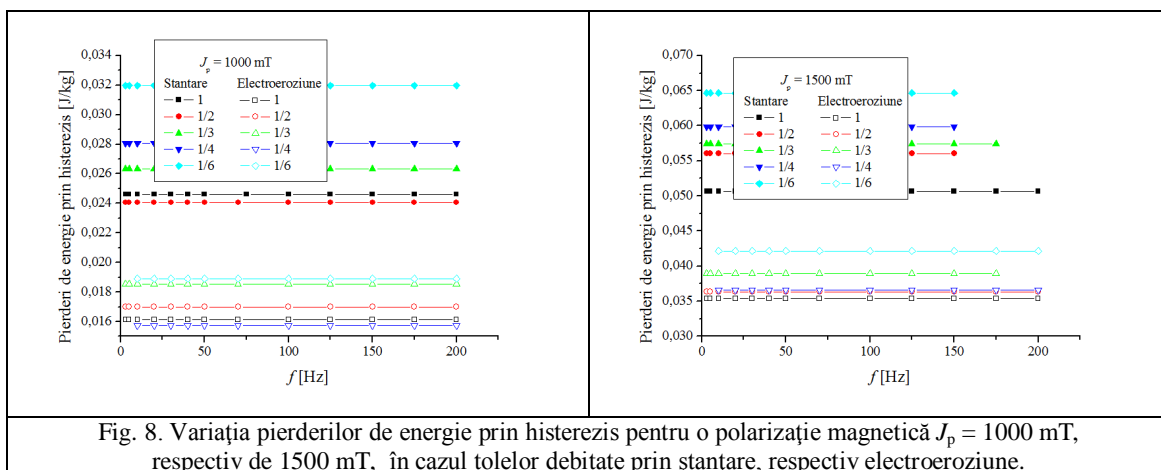 0,034
0,032
0,030
0,028
0,026
0,024
0,022
0,020
0,018
0,016
Pierderi de energie prin histerezis [J/kg]
Jp = 1000 mT
Stantare Electroeroziune
1 1
1/2 1/2
1/3 1/3
1/4 1/4
1/6 1/6
0 50 100 150 200
f [Hz]
0,070
0,065
0,060
0,055
0,050
0,045
0,040
0,035
0,030
Pierderi de energie prin histerezis [J/kg]
Jp = 1500 mT
Stantare Electroeroziune
1 1
1/2 1/2
1/3 1/3
1/4 1/4
1/6 1/6
0 50 100 150 200
f [Hz]
Fig. 8. Variaţia pierderilor de energie prin histerezis pentru o polarizaţie magnetică Jp = 1000 mT,
respectiv de 1500 mT, în cazul tolelor debitate prin ştanţare, respectiv electroeroziune.